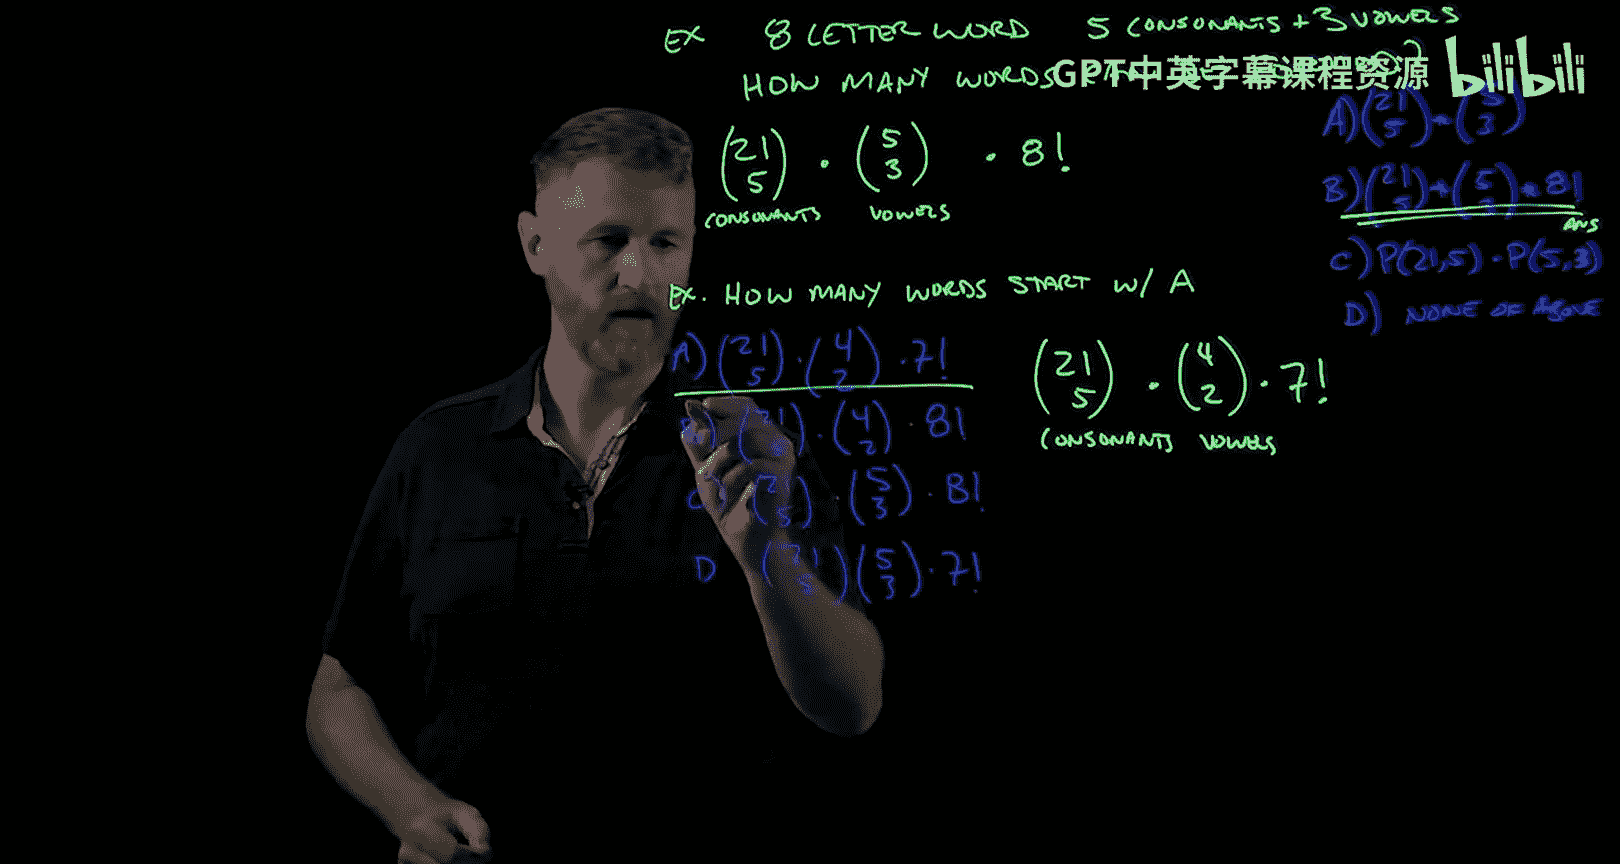 EX 8 LETTER WORD 5 CONSONANTS + 3 VOWELS
HOW MANY WORDS
GPT中英字幕课程资源 bilibili
(21 5) · (5 3) · 8!
CONSONANTS VOWELS
A) (21 5) · (5 3)
B) (21 5) · (5 3) · 8!
ANS
C) P(21,5) · P(5,3)
D) NONE OF ABOVE
EX. HOW MANY WORDS START W/ A
A) (21 5) · (4 2) · 7!
B) (21 5) · (4 2) · 8!
C (21 5) · (5 3) · 8!
D (21 5) (5 3) · 7!
(21 5) · (4 2) · 7!
CONSONANTS VOWELS